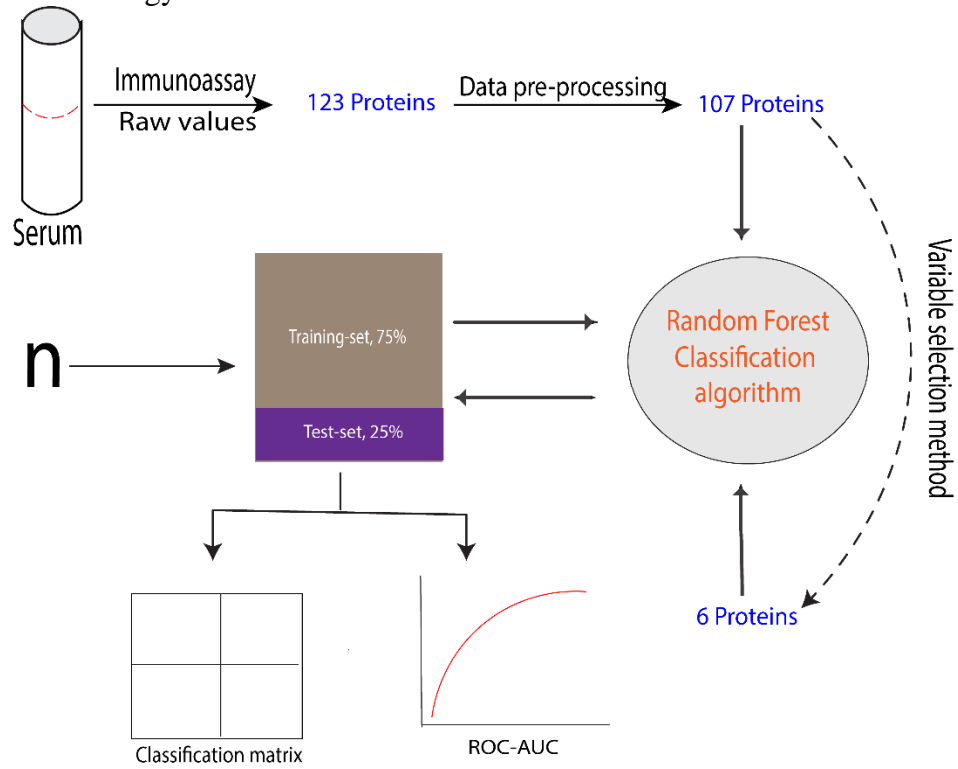 gy
Immunoassay
Raw values
123 Proteins
Data pre-processing
107 Proteins
Serum
Variable selection method
n
Training-set, 75%
Test-set, 25%
Random Forest
Classification
algorithm
6 Proteins
Classification matrix
ROC-AUC